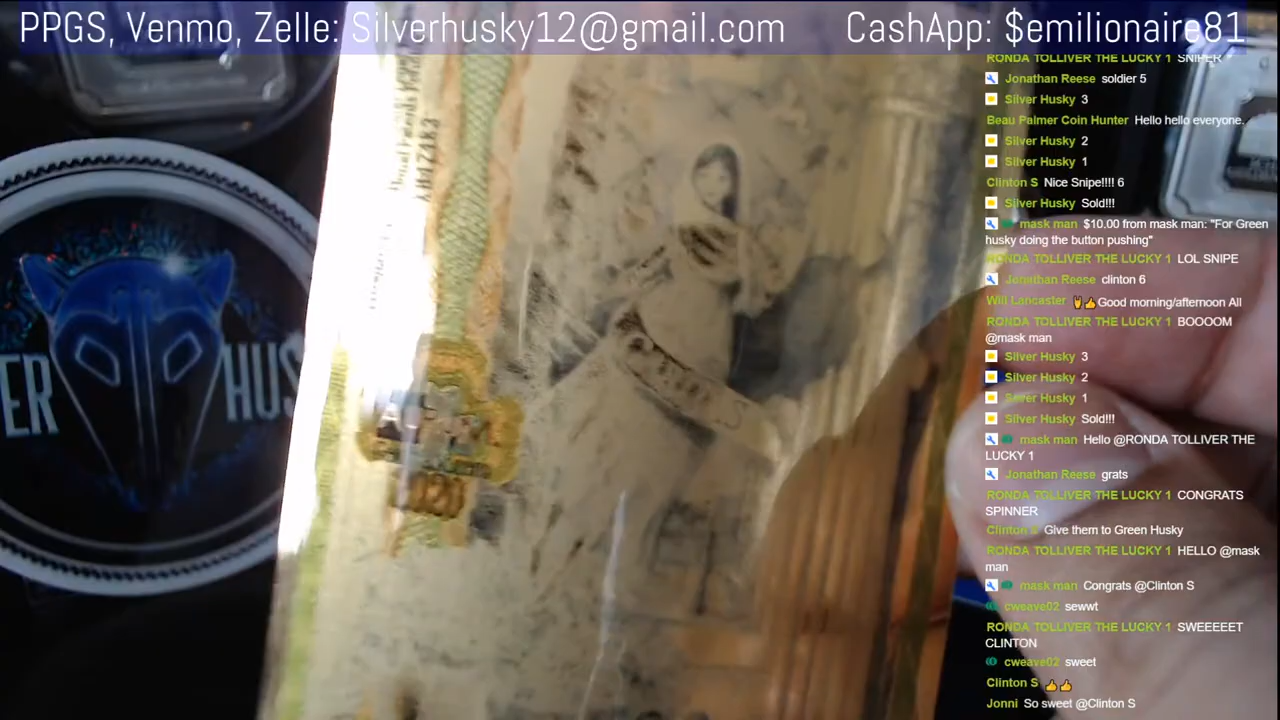 PPGS, Venmo, Zelle: Silverhusky12@gmail.com CashApp: $emilionaire81
RONDA TOLLIVER THE LUCKY 1 SNIPER
Jonathan Reese soldier 5
Silver Husky 3
Beau Palmer Coin Hunter Hello hello everyone.
Silver Husky 2
Silver Husky 1
Clinton S Nice Snipe!!!! 6
Silver Husky Sold!!!
mask man $10.00 from mask man: "For Green
husky doing the button pushing"
RONDA TOLLIVER THE LUCKY 1 LOL SNIPE
Jonathan Reese clinton 6
Will Lancaster 🤘👍Good morning/afternoon All
RONDA TOLLIVER THE LUCKY 1 BOOOOM
@mask man
Silver Husky 3
Silver Husky 2
Silver Husky 1
Silver Husky Sold!!!
mask man Hello @RONDA TOLLIVER THE
LUCKY 1
Jonathan Reese grats
RONDA TOLLIVER THE LUCKY 1 CONGRATS
SPINNER
Clinton S Give them to Green Husky
RONDA TOLLIVER THE LUCKY 1 HELLO @mask
man
mask man Congrats @Clinton S
cweave02 sewwt
RONDA TOLLIVER THE LUCKY 1 SWEEEEET
CLINTON
cweave02 sweet
Clinton S 👍👍
Jonni So sweet @Clinton S
ER HUS